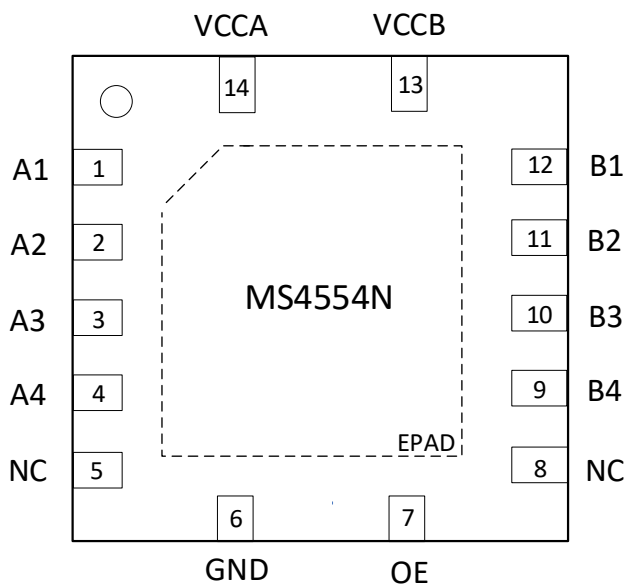 VCCA VCCB
14 13
A1 1 12 B1
A2 2 11 B2
MS4554N
A3 3 10 B3
A4 4 9 B4
EPAD
NC 5 8 NC
6 7
GND OE